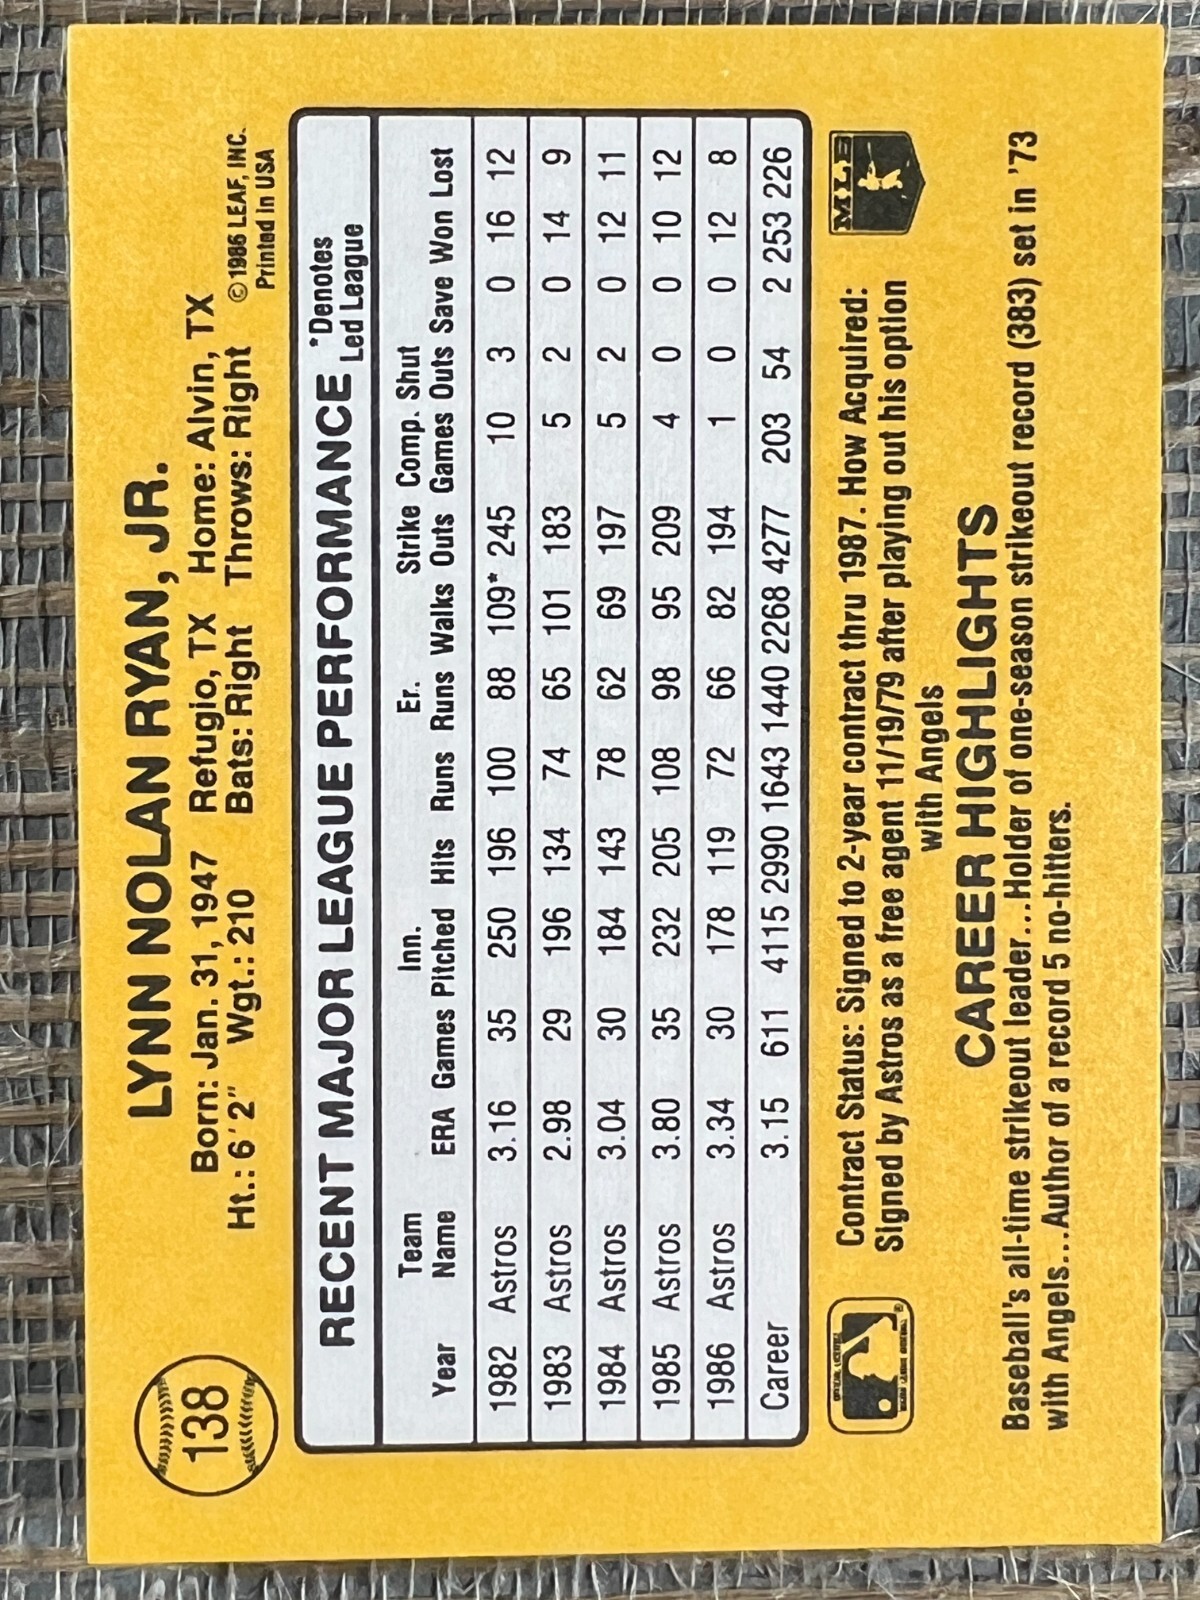 138
LYNN NOLAN RYAN, JR.
Born: Jan. 31, 1947 Refugio, TX Home: Alvin, TX
Ht.: 6'2" Wgt.: 210 Bats: Right Throws: Right
© 1986 LEAF, INC.
Printed in USA
RECENT MAJOR LEAGUE PERFORMANCE *Denotes
Led League
Team Inn. Er. Strike Comp. Shut
Year Name ERA Games Pitched Hits Runs Runs Walks Outs Games Outs Save Won Lost
1982 Astros 3.16 35 250 196 100 88 109* 245 10 3 0 16 12
1983 Astros 2.98 29 196 134 74 65 101 183 5 2 0 14 9
1984 Astros 3.04 30 184 143 78 62 69 197 5 2 0 12 11
1985 Astros 3.80 35 232 205 108 98 95 209 4 0 0 10 12
1986 Astros 3.34 30 178 119 72 66 82 194 1 0 0 12 8
Career 3.15 611 4115 2990 1643 1440 2268 4277 203 54 2 253 226
Contract Status: Signed to 2-year contract thru 1987. How Acquired:
Signed by Astros as a free agent 11/19/79 after playing out his option
with Angels
MLB
CAREER HIGHLIGHTS
Baseball's all-time strikeout leader...Holder of one-season strikeout record (383) set in '73
with Angels...Author of a record 5 no-hitters.